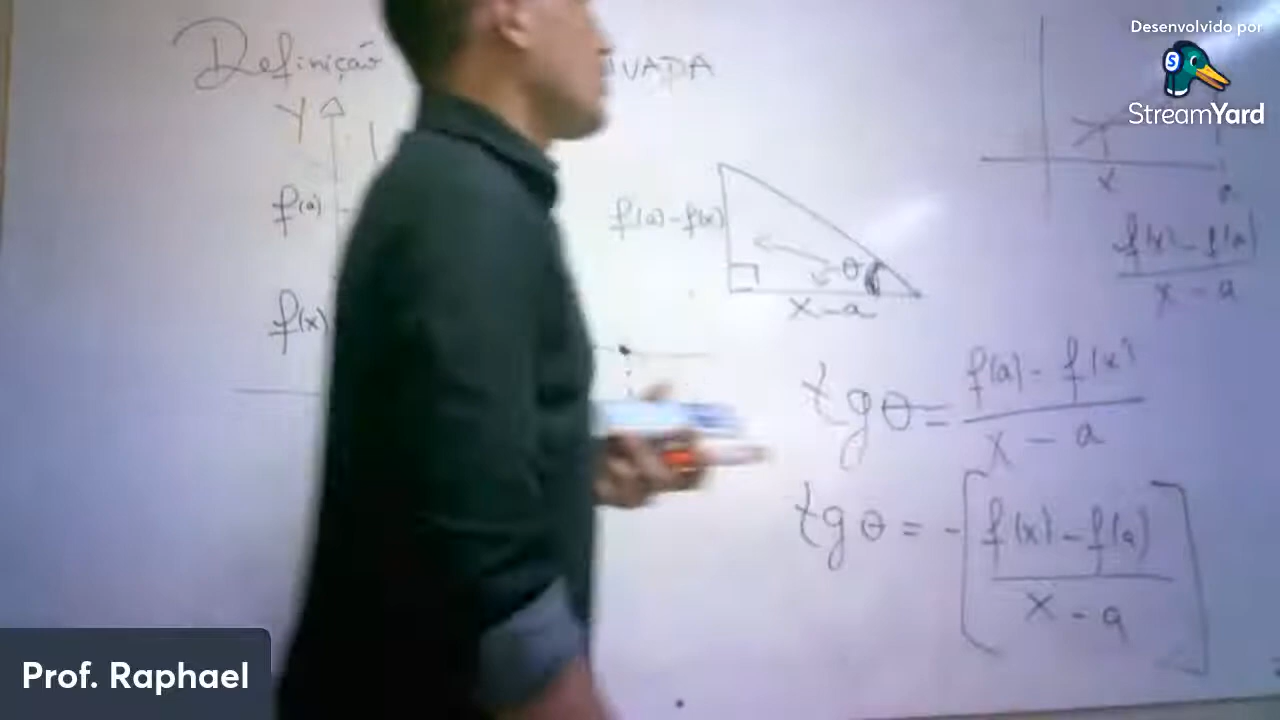 Desenvolvido por
StreamYard
Definição IVADA
Y
f(a)
f(x)
f(a) - f(x)
θ
x - a
x
a
f(x) - f(a)
x - a
tg θ = f(a) - f(x)
x - a
tg θ = - [f(x) - f(a)]
x - a
Prof. Raphael